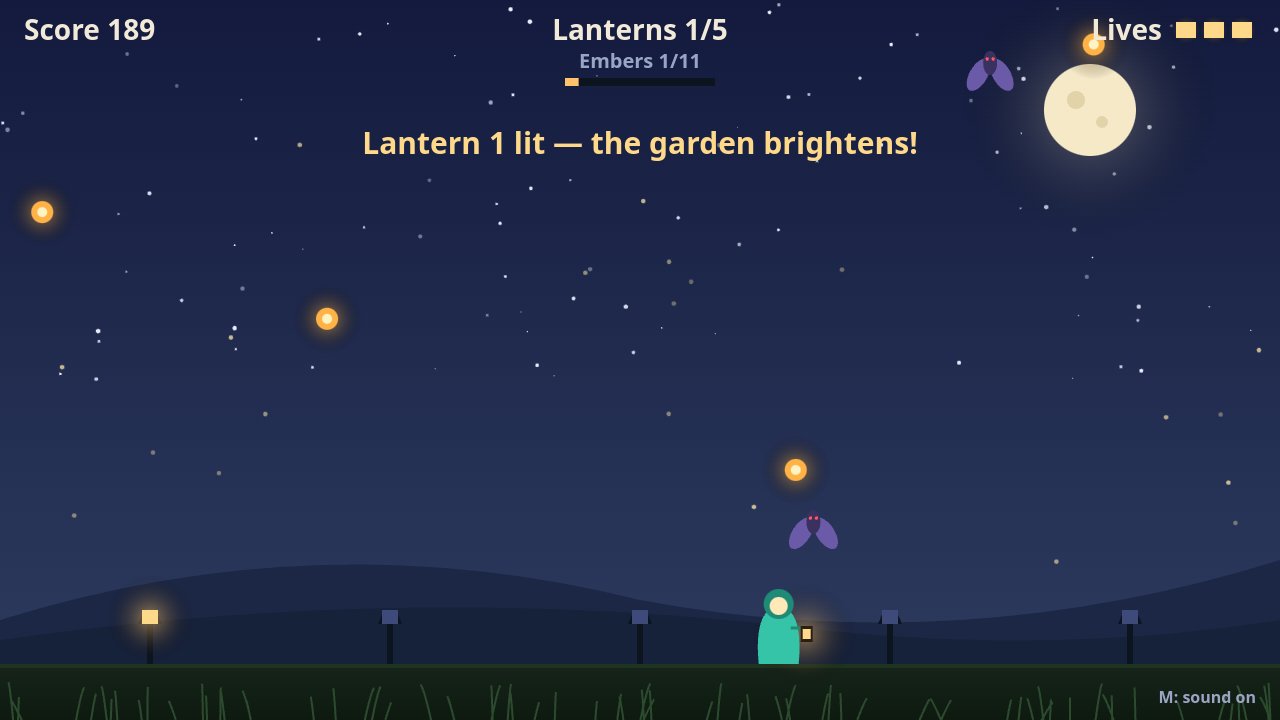 Score 189
Lanterns 1/5
Lives
Embers 1/11
Lantern 1 lit — the garden brightens!
M: sound on